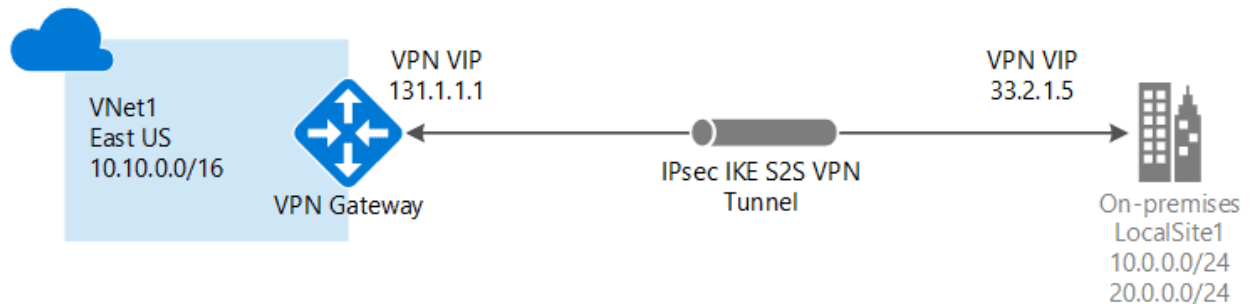 VPN VIP
131.1.1.1
VPN VIP
33.2.1.5
VNet1
East US
10.10.0.0/16
VPN Gateway
IPsec IKE S2S VPN
Tunnel
On-premises
LocalSite1
10.0.0.0/24
20.0.0.0/24